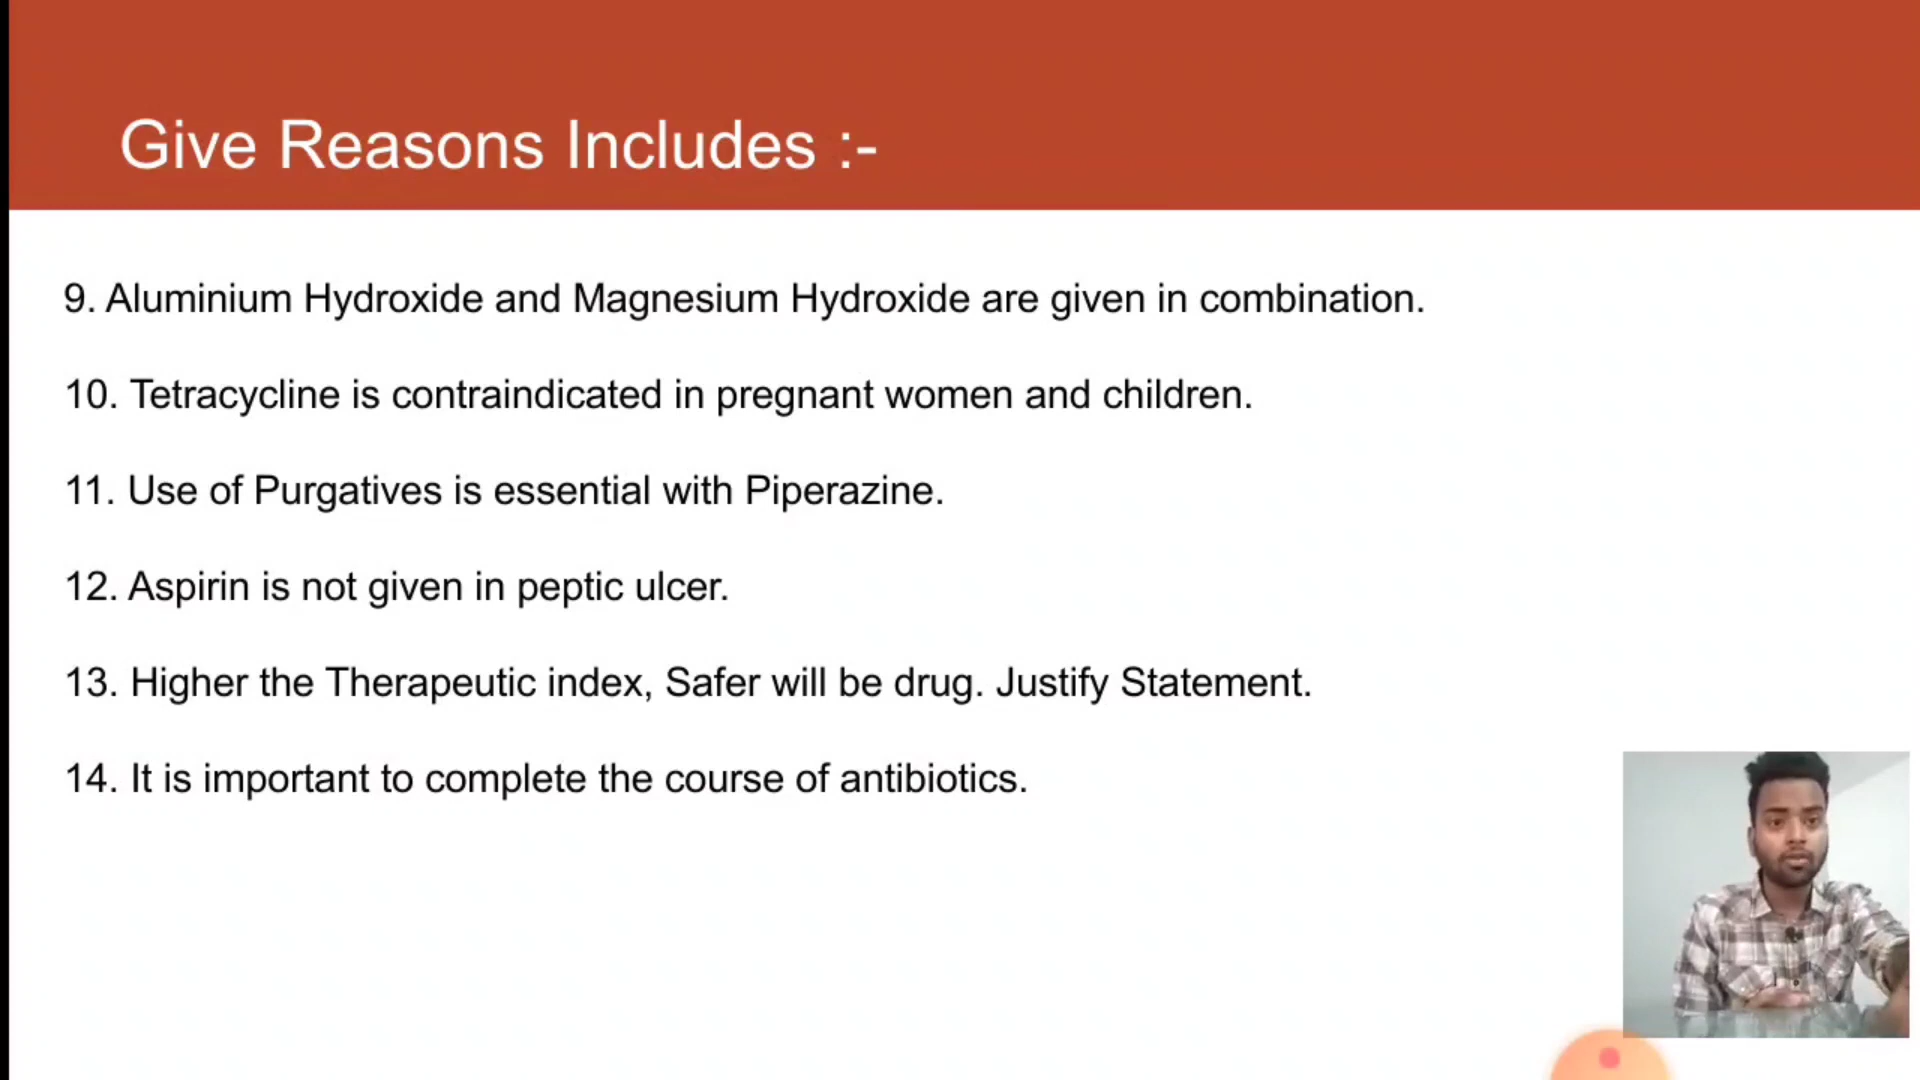 Give Reasons Includes :-
9. Aluminium Hydroxide and Magnesium Hydroxide are given in combination.
10. Tetracycline is contraindicated in pregnant women and children.
11. Use of Purgatives is essential with Piperazine.
12. Aspirin is not given in peptic ulcer.
13. Higher the Therapeutic index, Safer will be drug. Justify Statement.
14. It is important to complete the course of antibiotics.